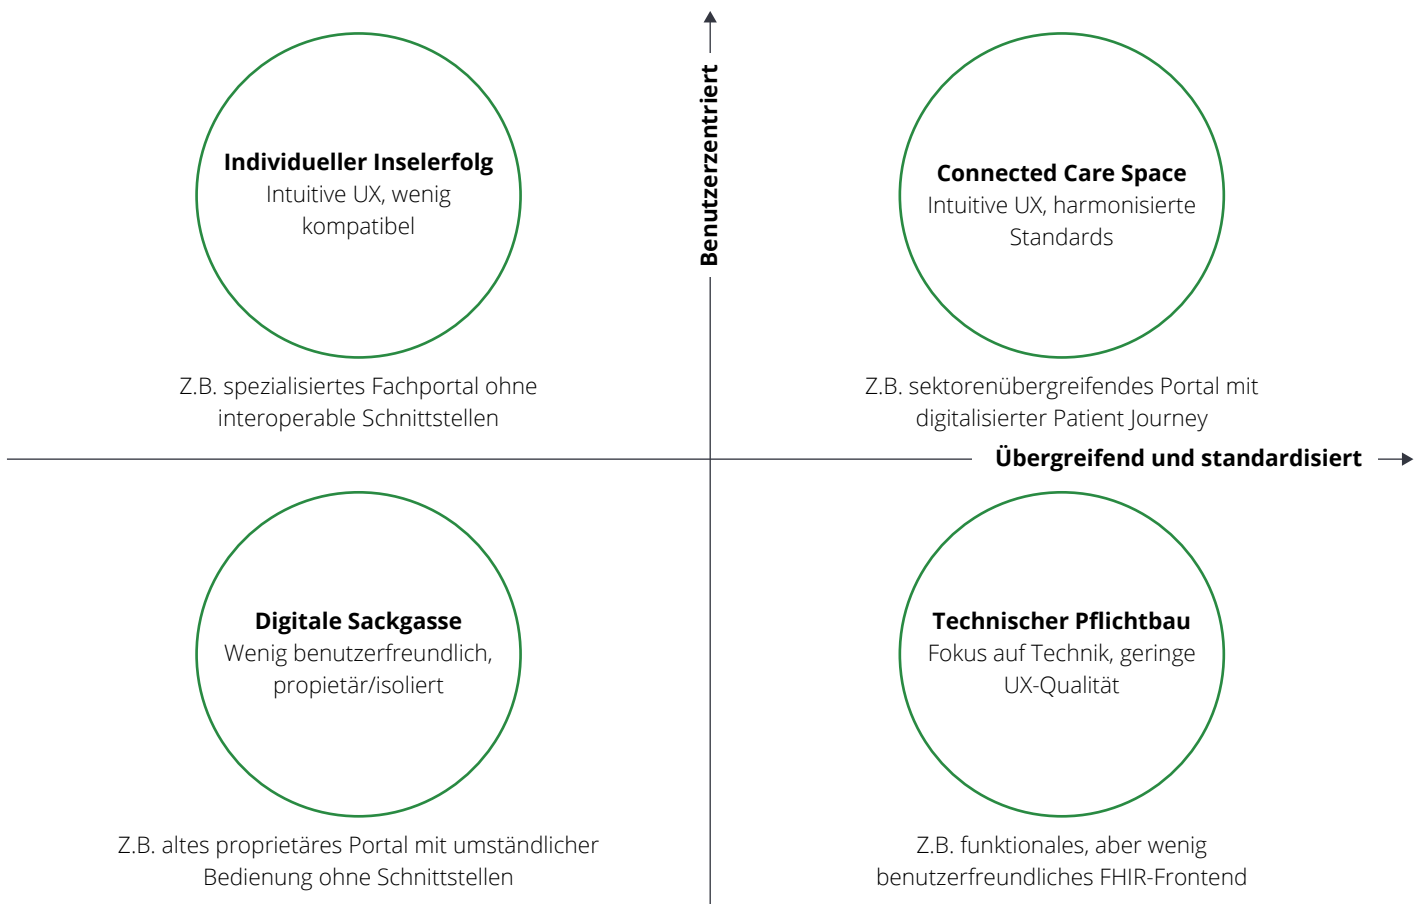 Benutzerzentriert
Individueller Inselerfolg
Intuitive UX, wenig
kompatibel
Z.B. spezialisiertes Fachportal ohne
interoperable Schnittstellen
Connected Care Space
Intuitive UX, harmonisierte
Standards
Z.B. sektorenübergreifendes Portal mit
digitalisierter Patient Journey
Übergreifend und standardisiert
Digitale Sackgasse
Wenig benutzerfreundlich,
propietär/isoliert
Z.B. altes proprietäres Portal mit umständlicher
Bedienung ohne Schnittstellen
Technischer Pflichtbau
Fokus auf Technik, geringe
UX-Qualität
Z.B. funktionales, aber wenig
benutzerfreundliches FHIR-Frontend